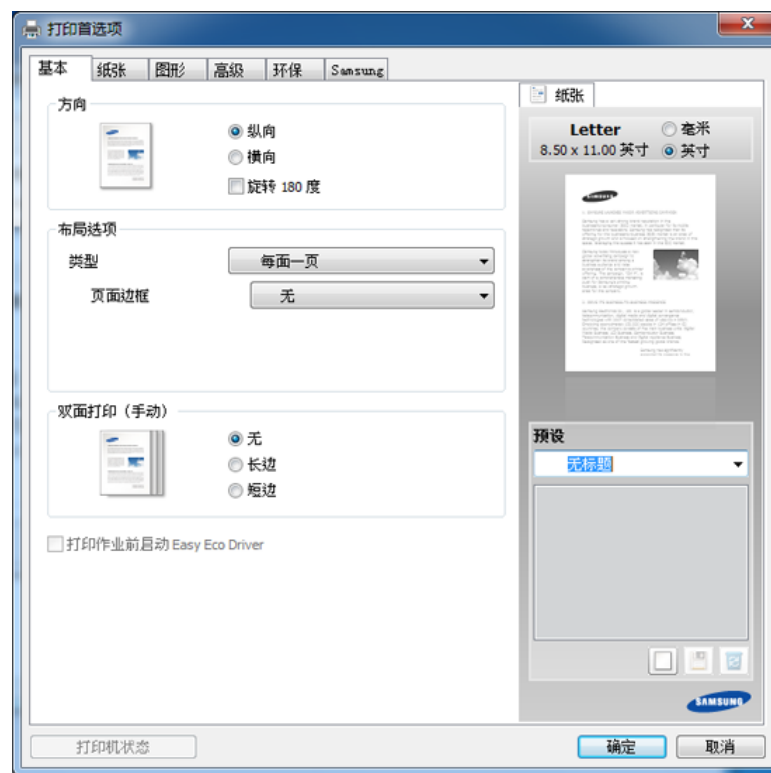 打印首选项
基本 纸张 图形 高级 环保 Samsung
方向
纵向
横向
旋转 180 度
布局选项
类型 每面一页
页面边框 无
双面打印（手动）
无
长边
短边
打印作业前启动 Easy Eco Driver
纸张
Letter 毫米
8.50 x 11.00 英寸 英寸
SAMSUNG
预设
无标题
SAMSUNG
打印机状态 确定 取消